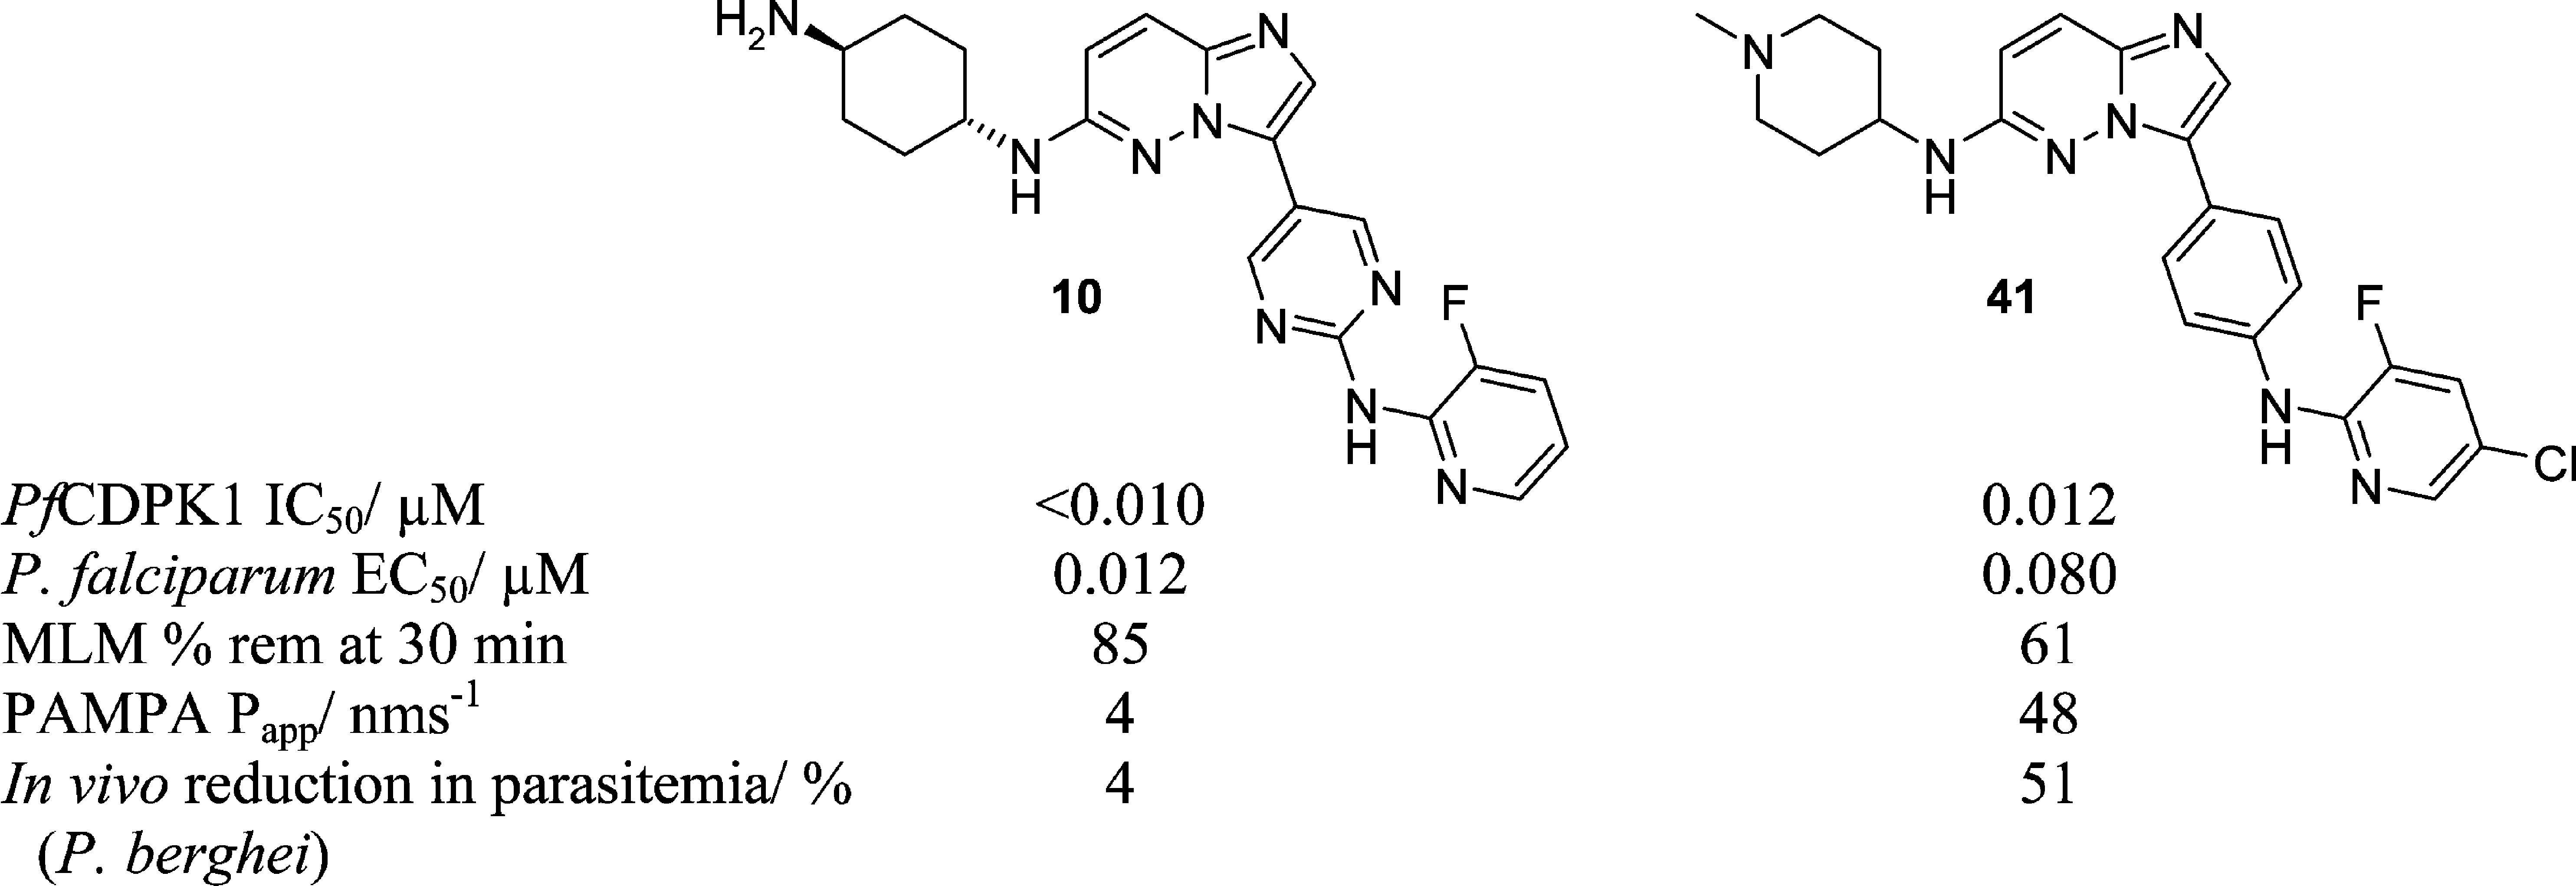 H₂N N N N N H N N N H F N
10
N N N N N H N H F N Cl
41
PfCDPK1 IC₅₀/ μM <0.010 0.012
P. falciparum EC₅₀/ μM 0.012 0.080
MLM % rem at 30 min 85 61
PAMPA Pₐₚₚ/ nms⁻¹ 4 48
In vivo reduction in parasitemia/ % 4 51
(P. berghei)